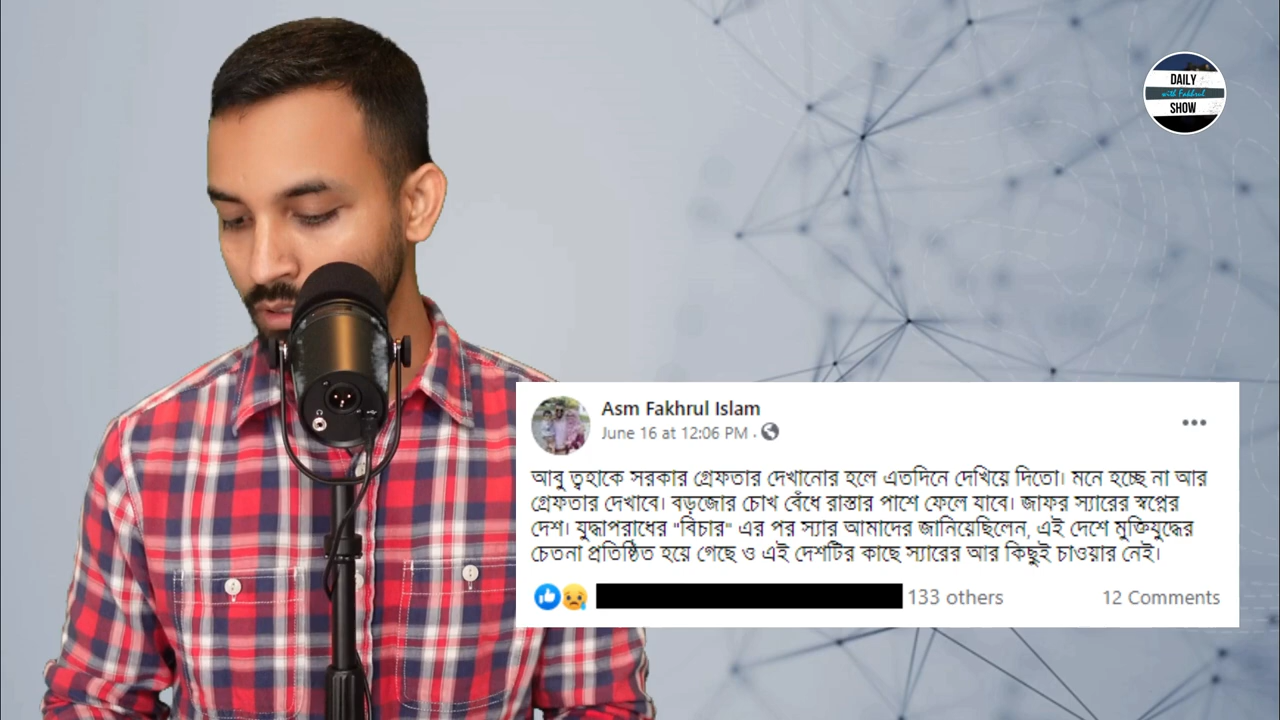 DAILY
with Fakhrul
SHOW
Asm Fakhrul Islam
June 16 at 12:06 PM ·
আবু ত্বহাকে সরকার গ্রেফতার দেখানোর হলে এতদিনে দেখিয়ে দিতো। মনে হচ্ছে না আর
গ্রেফতার দেখাবে। বড়জোর চোখ বেঁধে রাস্তার পাশে ফেলে যাবে। জাফর স্যারের স্বপ্নের
দেশ। যুদ্ধাপরাধের "বিচার" এর পর স্যার আমাদের জানিয়েছিলেন, এই দেশে মুক্তিযুদ্ধের
চেতনা প্রতিষ্ঠিত হয়ে গেছে ও এই দেশটির কাছে স্যারের আর কিছুই চাওয়ার নেই।
133 others 12 Comments